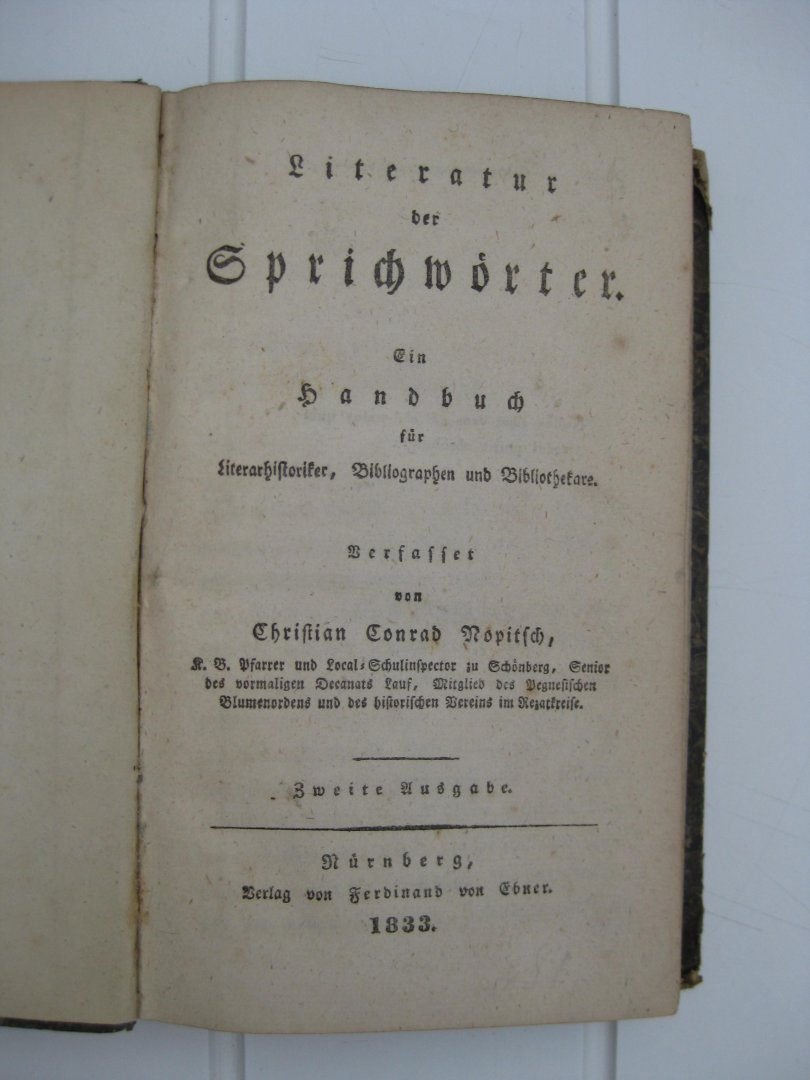 Literatur
der
Sprichwörter.
Ein
Handbuch
für
Literarhistoriker, Bibliographen und Bibliothekare.
Verfasset
von
Christian Conrad Nopitsch,
K. B. Pfarrer und Local-Schulinspector zu Schönberg, Senior
des vormaligen Decanats Lauf, Mitglied des Pegnesischen
Blumenordens und des historischen Vereins im Rezatkreise.
Zweite Ausgabe.
Nürnberg,
Verlag von Ferdinand von Ebner.
1833.